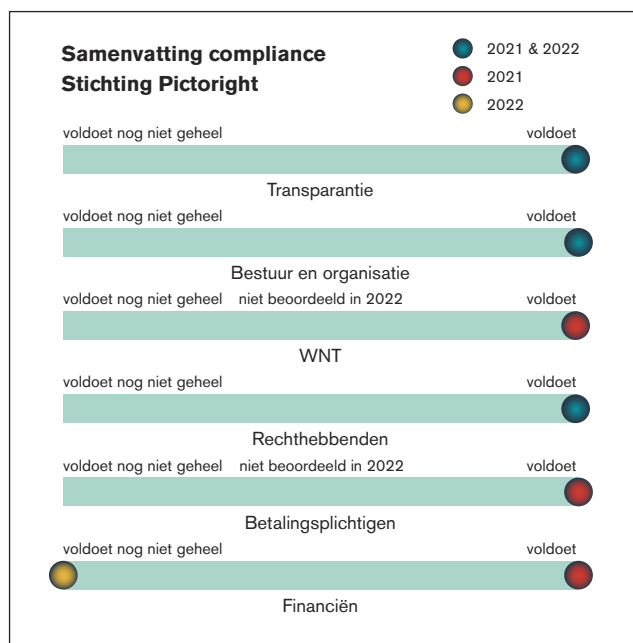 Samenvatting compliance
Stichting Pictoright
2021 & 2022
2021
2022
voldoet nog niet geheel voldoet
Transparantie
voldoet nog niet geheel voldoet
Bestuur en organisatie
voldoet nog niet geheel niet beoordeeld in 2022 voldoet
WNT
voldoet nog niet geheel voldoet
Rechthebbenden
voldoet nog niet geheel niet beoordeeld in 2022 voldoet
Betalingsplichtigen
voldoet nog niet geheel voldoet
Financiën